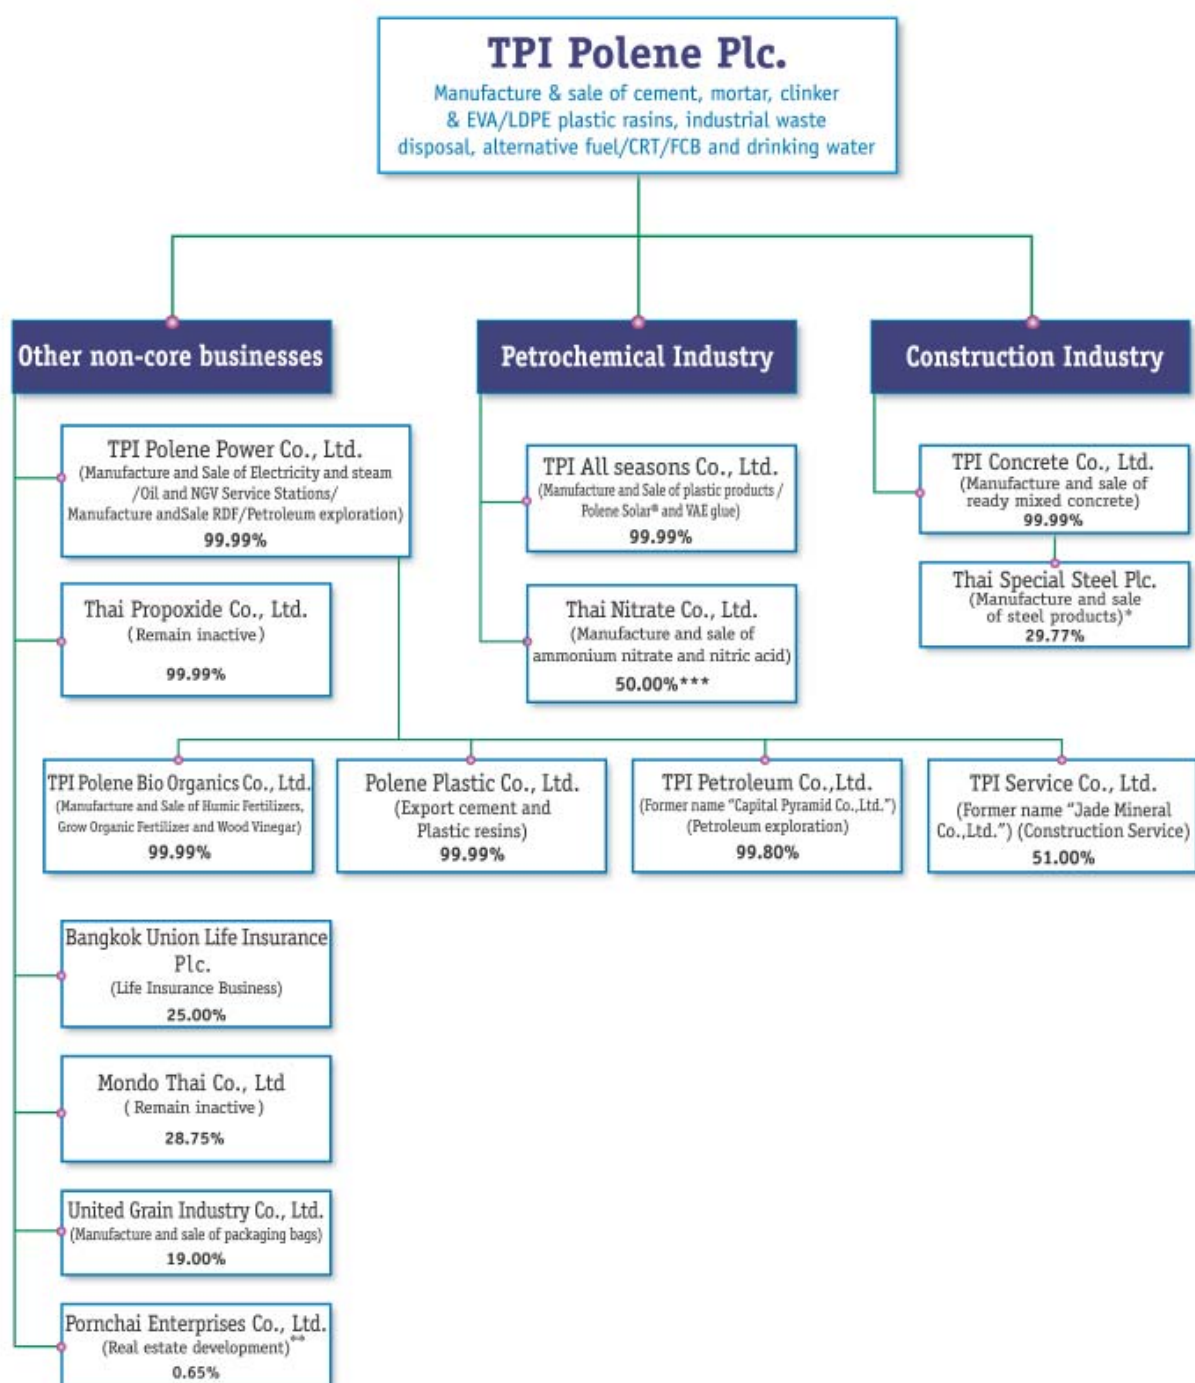 TPI Polene Plc.
Manufacture & sale of cement, mortar, clinker
& EVA/LDPE plastic rasins, industrial waste
disposal, alternative fuel/CRT/FCB and drinking water
Other non-core businesses
Petrochemical Industry
Construction Industry
TPI Polene Power Co., Ltd.
(Manufacture and Sale of Electricity and steam
/Oil and NGV Service Stations/
Manufacture andSale RDF/Petroleum exploration)
99.99%
TPI All seasons Co., Ltd.
(Manufacture and Sale of plastic products /
Polene Solar® and VAE glue)
99.99%
TPI Concrete Co., Ltd.
(Manufacture and sale of
ready mixed concrete)
99.99%
Thai Special Steel Plc.
(Manufacture and sale
of steel products)*
29.77%
Thai Propoxide Co., Ltd.
(Remain inactive)
99.99%
Thai Nitrate Co., Ltd.
(Manufacture and sale of
ammonium nitrate and nitric acid)
50.00%***
TPI Polene Bio Organics Co., Ltd.
(Manufacture and Sale of Humic Fertilizers,
Grow Organic Fertilizer and Wood Vinegar)
99.99%
Polene Plastic Co., Ltd.
(Export cement and
Plastic resins)
99.99%
TPI Petroleum Co.,Ltd.
(Former name “Capital Pyramid Co.,Ltd.”)
(Petroleum exploration)
99.80%
TPI Service Co., Ltd.
(Former name “Jade Mineral
Co.,Ltd.”) (Construction Service)
51.00%
Bangkok Union Life Insurance
Plc.
(Life Insurance Business)
25.00%
Mondo Thai Co., Ltd
( Remain inactive )
28.75%
United Grain Industry Co., Ltd.
(Manufacture and sale of packaging bags)
19.00%
Pornchai Enterprises Co., Ltd.
(Real estate development)**
0.65%